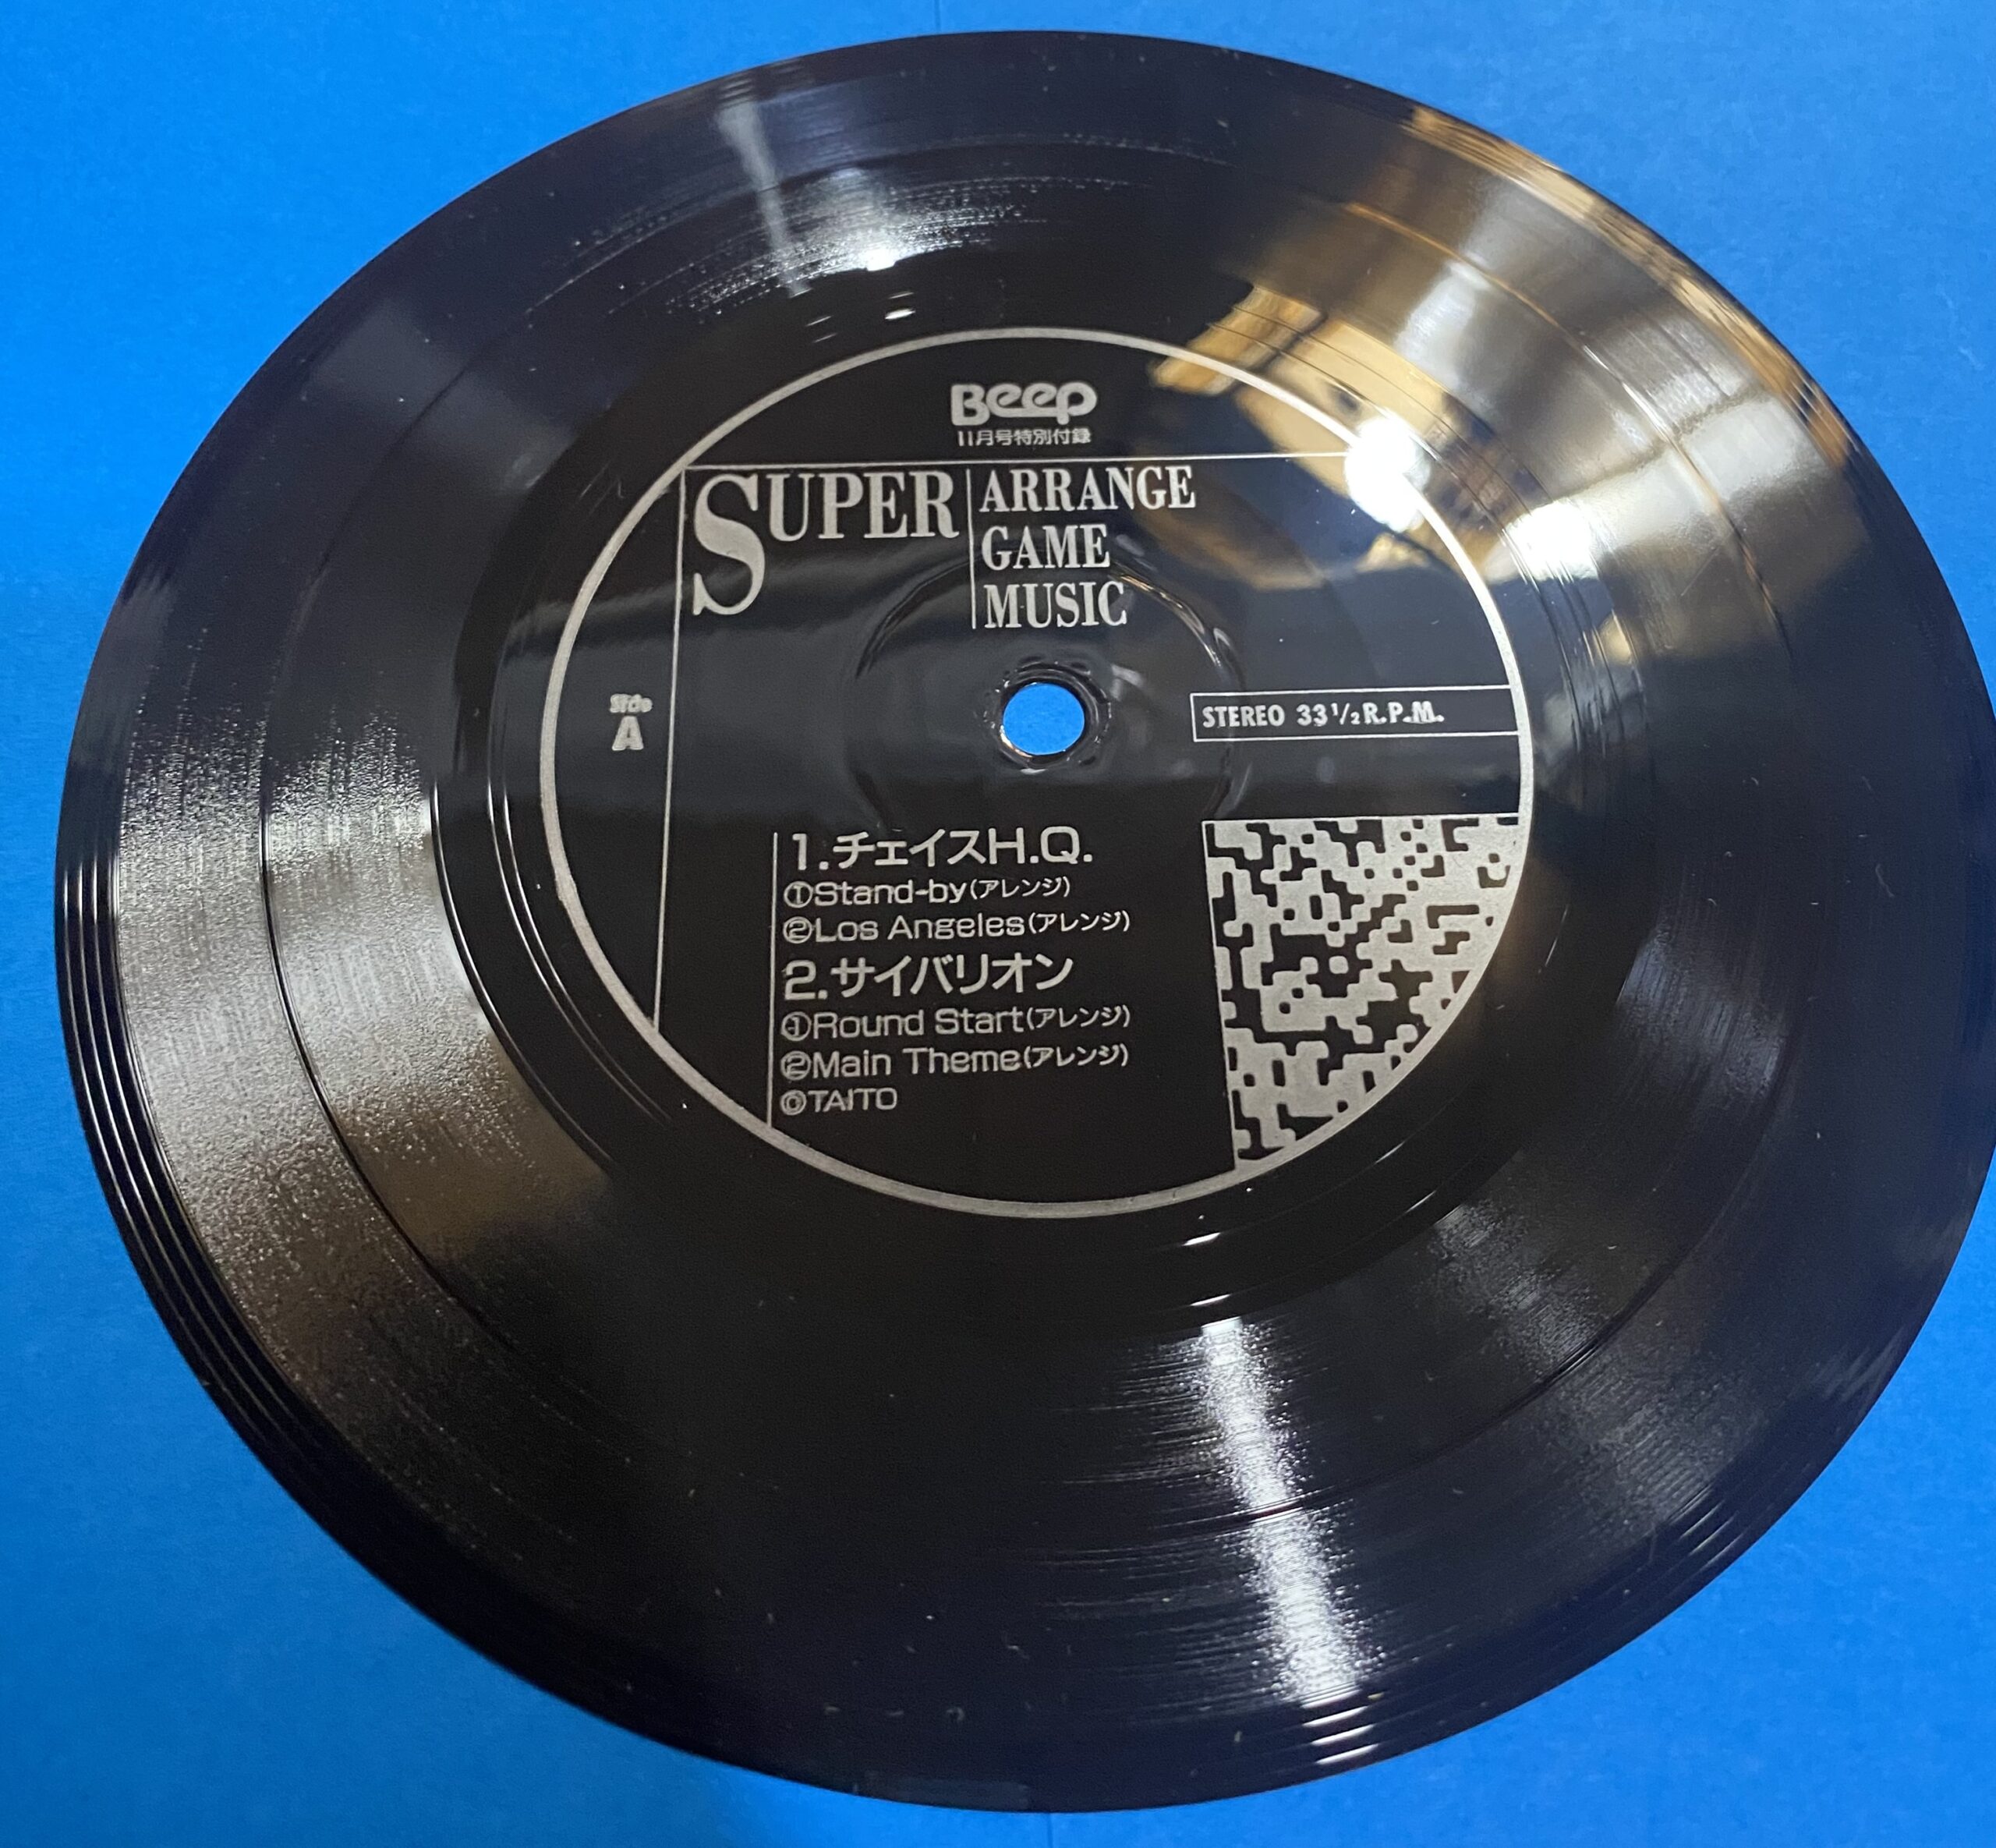 Beep
11月号特別付録
SUPER
ARRANGE
GAME
MUSIC
Side
A
STEREO 33 1/2 R.P.M.
1.チェイスH.Q.
①Stand-by(アレンジ)
②Los Angeles(アレンジ)
2.サイバリオン
①Round Start(アレンジ)
②Main Theme(アレンジ)
©TAITO